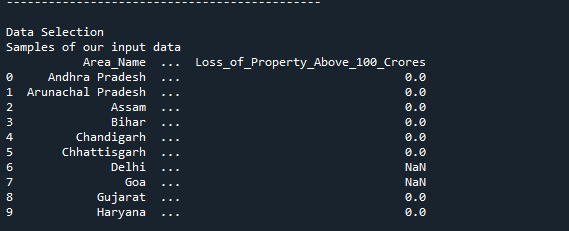 ---------------------------------------------
Data Selection
Samples of our input data
Area_Name ... Loss_of_Property_Above_100_Crores
0 Andhra Pradesh ... 0.0
1 Arunachal Pradesh ... 0.0
2 Assam ... 0.0
3 Bihar ... 0.0
4 Chandigarh ... 0.0
5 Chhattisgarh ... 0.0
6 Delhi ... NaN
7 Goa ... NaN
8 Gujarat ... 0.0
9 Haryana ... 0.0